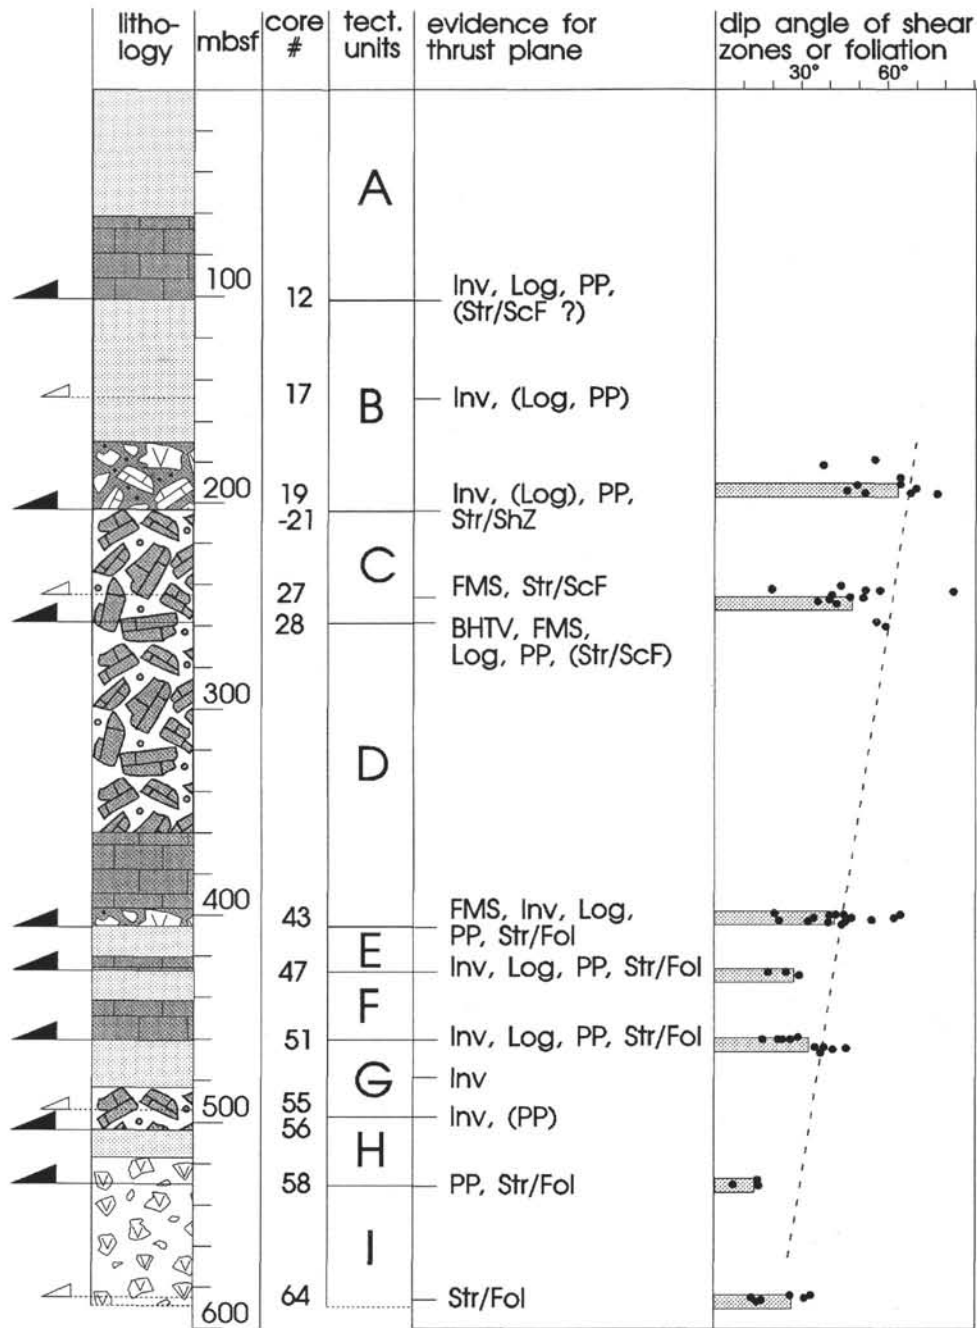 litho-
logy
mbsf
core
#
tect.
units
evidence for
thrust plane
dip angle of shear
zones or foliation
30°
60°
A
100
12
Inv, Log, PP,
(Str/ScF ?)
17
B
Inv, (Log, PP)
200
19
-21
Inv, (Log), PP,
Str/ShZ
C
27
FMS, Str/ScF
28
BHTV, FMS,
Log, PP, (Str/ScF)
300
D
400
43
FMS, Inv, Log,
PP, Str/Fol
E
47
Inv, Log, PP, Str/Fol
F
51
Inv, Log, PP, Str/Fol
G
Inv
500
55
56
Inv, (PP)
H
58
PP, Str/Fol
I
64
Str/Fol
600